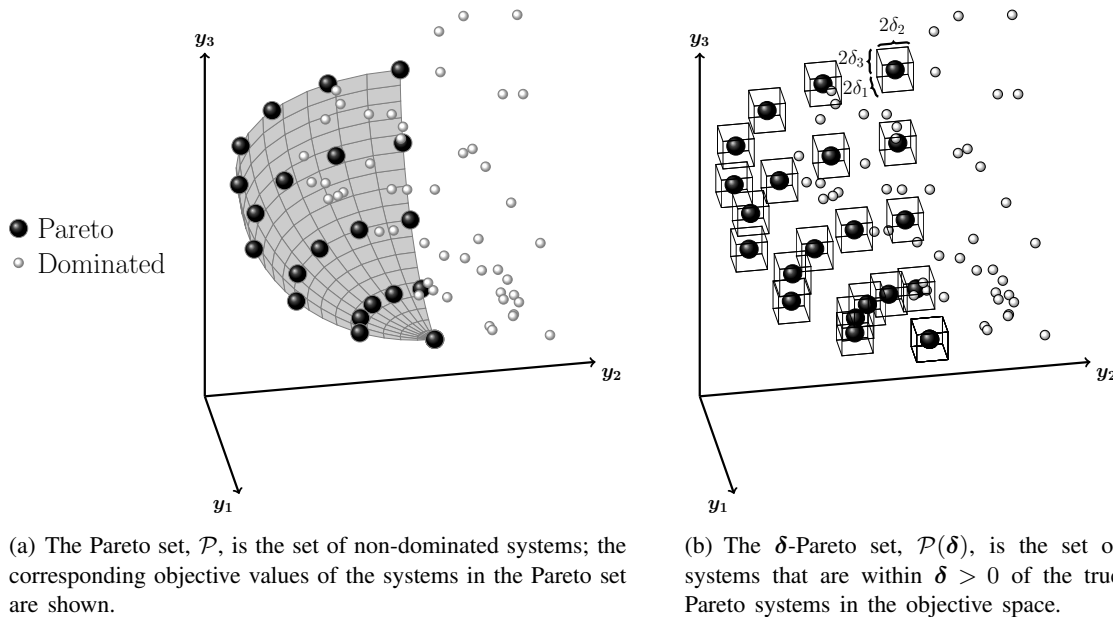 y₃
y₂
y₁
Pareto
Dominated
y₃
y₂
y₁
2δ₂
2δ₃
2δ₁
(a) The Pareto set, 𝒫, is the set of non-dominated systems; the
corresponding objective values of the systems in the Pareto set
are shown.
(b) The δ-Pareto set, 𝒫(δ), is the set o
systems that are within δ > 0 of the true
Pareto systems in the objective space.